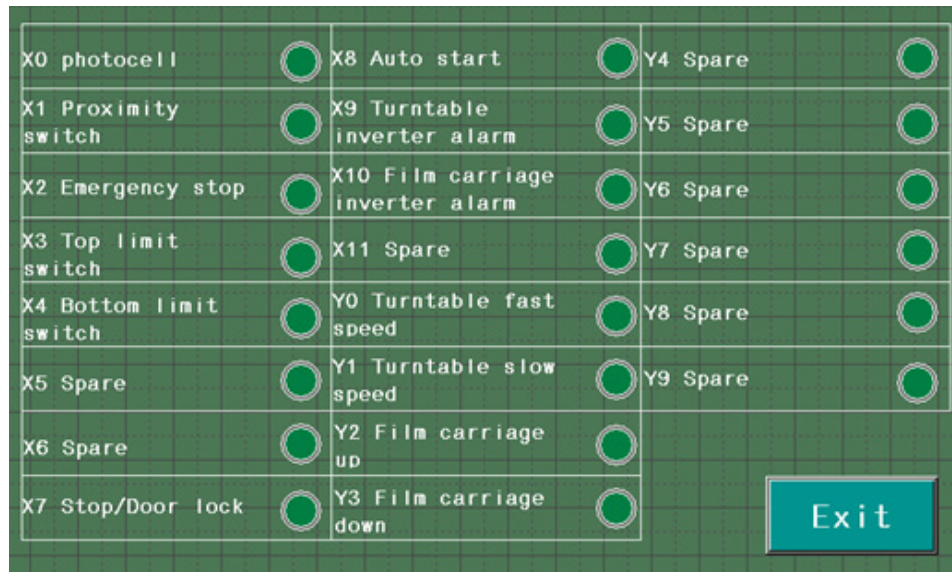 X0 photocell
X1 Proximity
switch
X2 Emergency stop
X3 Top limit
switch
X4 Bottom limit
switch
X5 Spare
X6 Spare
X7 Stop/Door lock
X8 Auto start
X9 Turntable
inverter alarm
X10 Film carriage
inverter alarm
X11 Spare
Y0 Turntable fast
speed
Y1 Turntable slow
speed
Y2 Film carriage
up
Y3 Film carriage
down
Y4 Spare
Y5 Spare
Y6 Spare
Y7 Spare
Y8 Spare
Y9 Spare
Exit